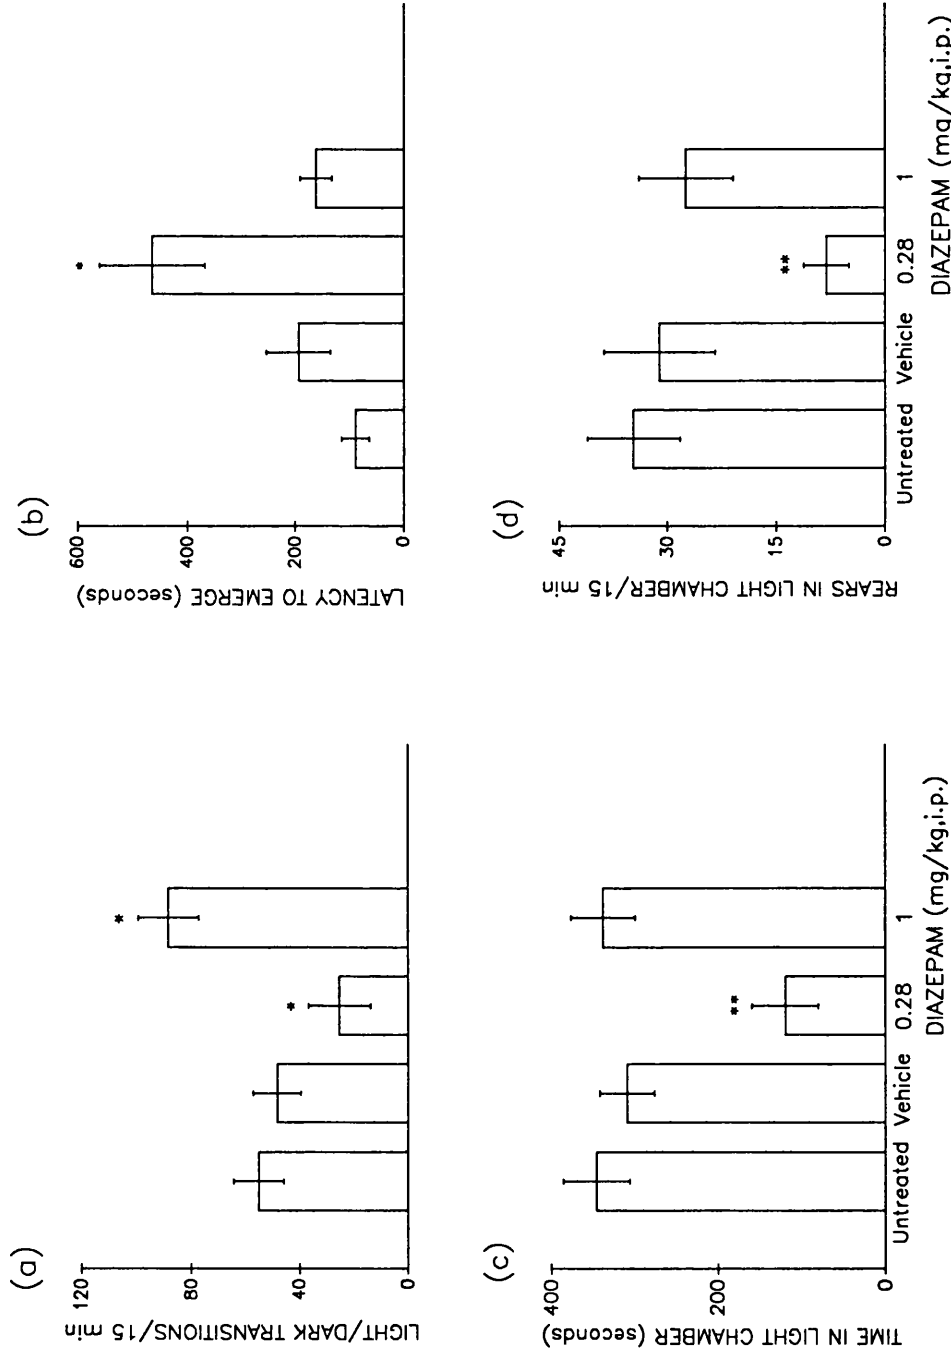 (a)
LIGHT/DARK TRANSITIONS/15 min
120
80
40
0
*
*
(b)
LATENCY TO EMERGE (seconds)
600
400
200
0
*
(c)
TIME IN LIGHT CHAMBER (seconds)
400
200
0
**
Untreated Vehicle 0.28 1
DIAZEPAM (mg/kg,i.p.)
(d)
REARS IN LIGHT CHAMBER/15 min
45
30
15
0
**
Untreated Vehicle 0.28 1
DIAZEPAM (mg/kg,i.p.)